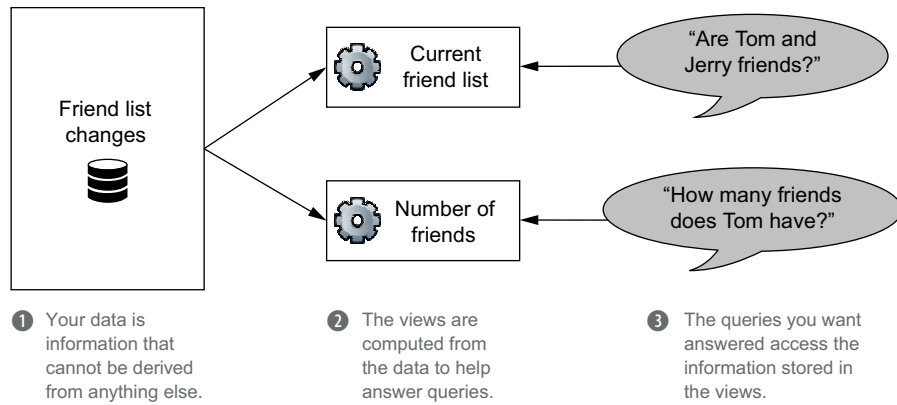 Friend list
changes
Current
friend list
“Are Tom and
Jerry friends?”
Number of
friends
“How many friends
does Tom have?”
1 Your data is
information that
cannot be derived
from anything else.
2 The views are
computed from
the data to help
answer queries.
3 The queries you want
answered access the
information stored in
the views.